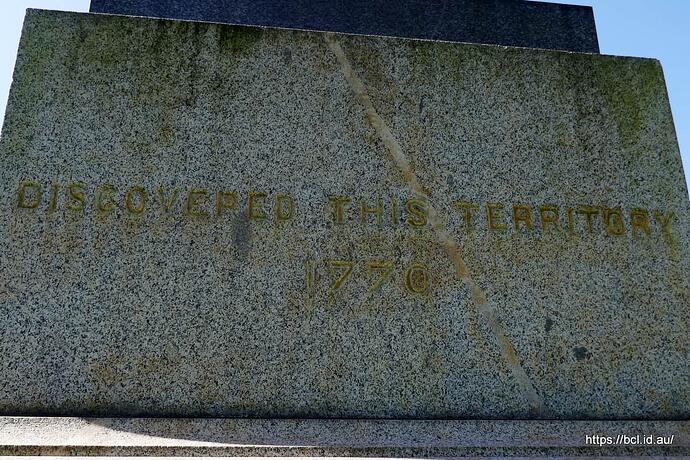 DISCOVERED THIS TERRITORY
1770
https://bcl.id.au/